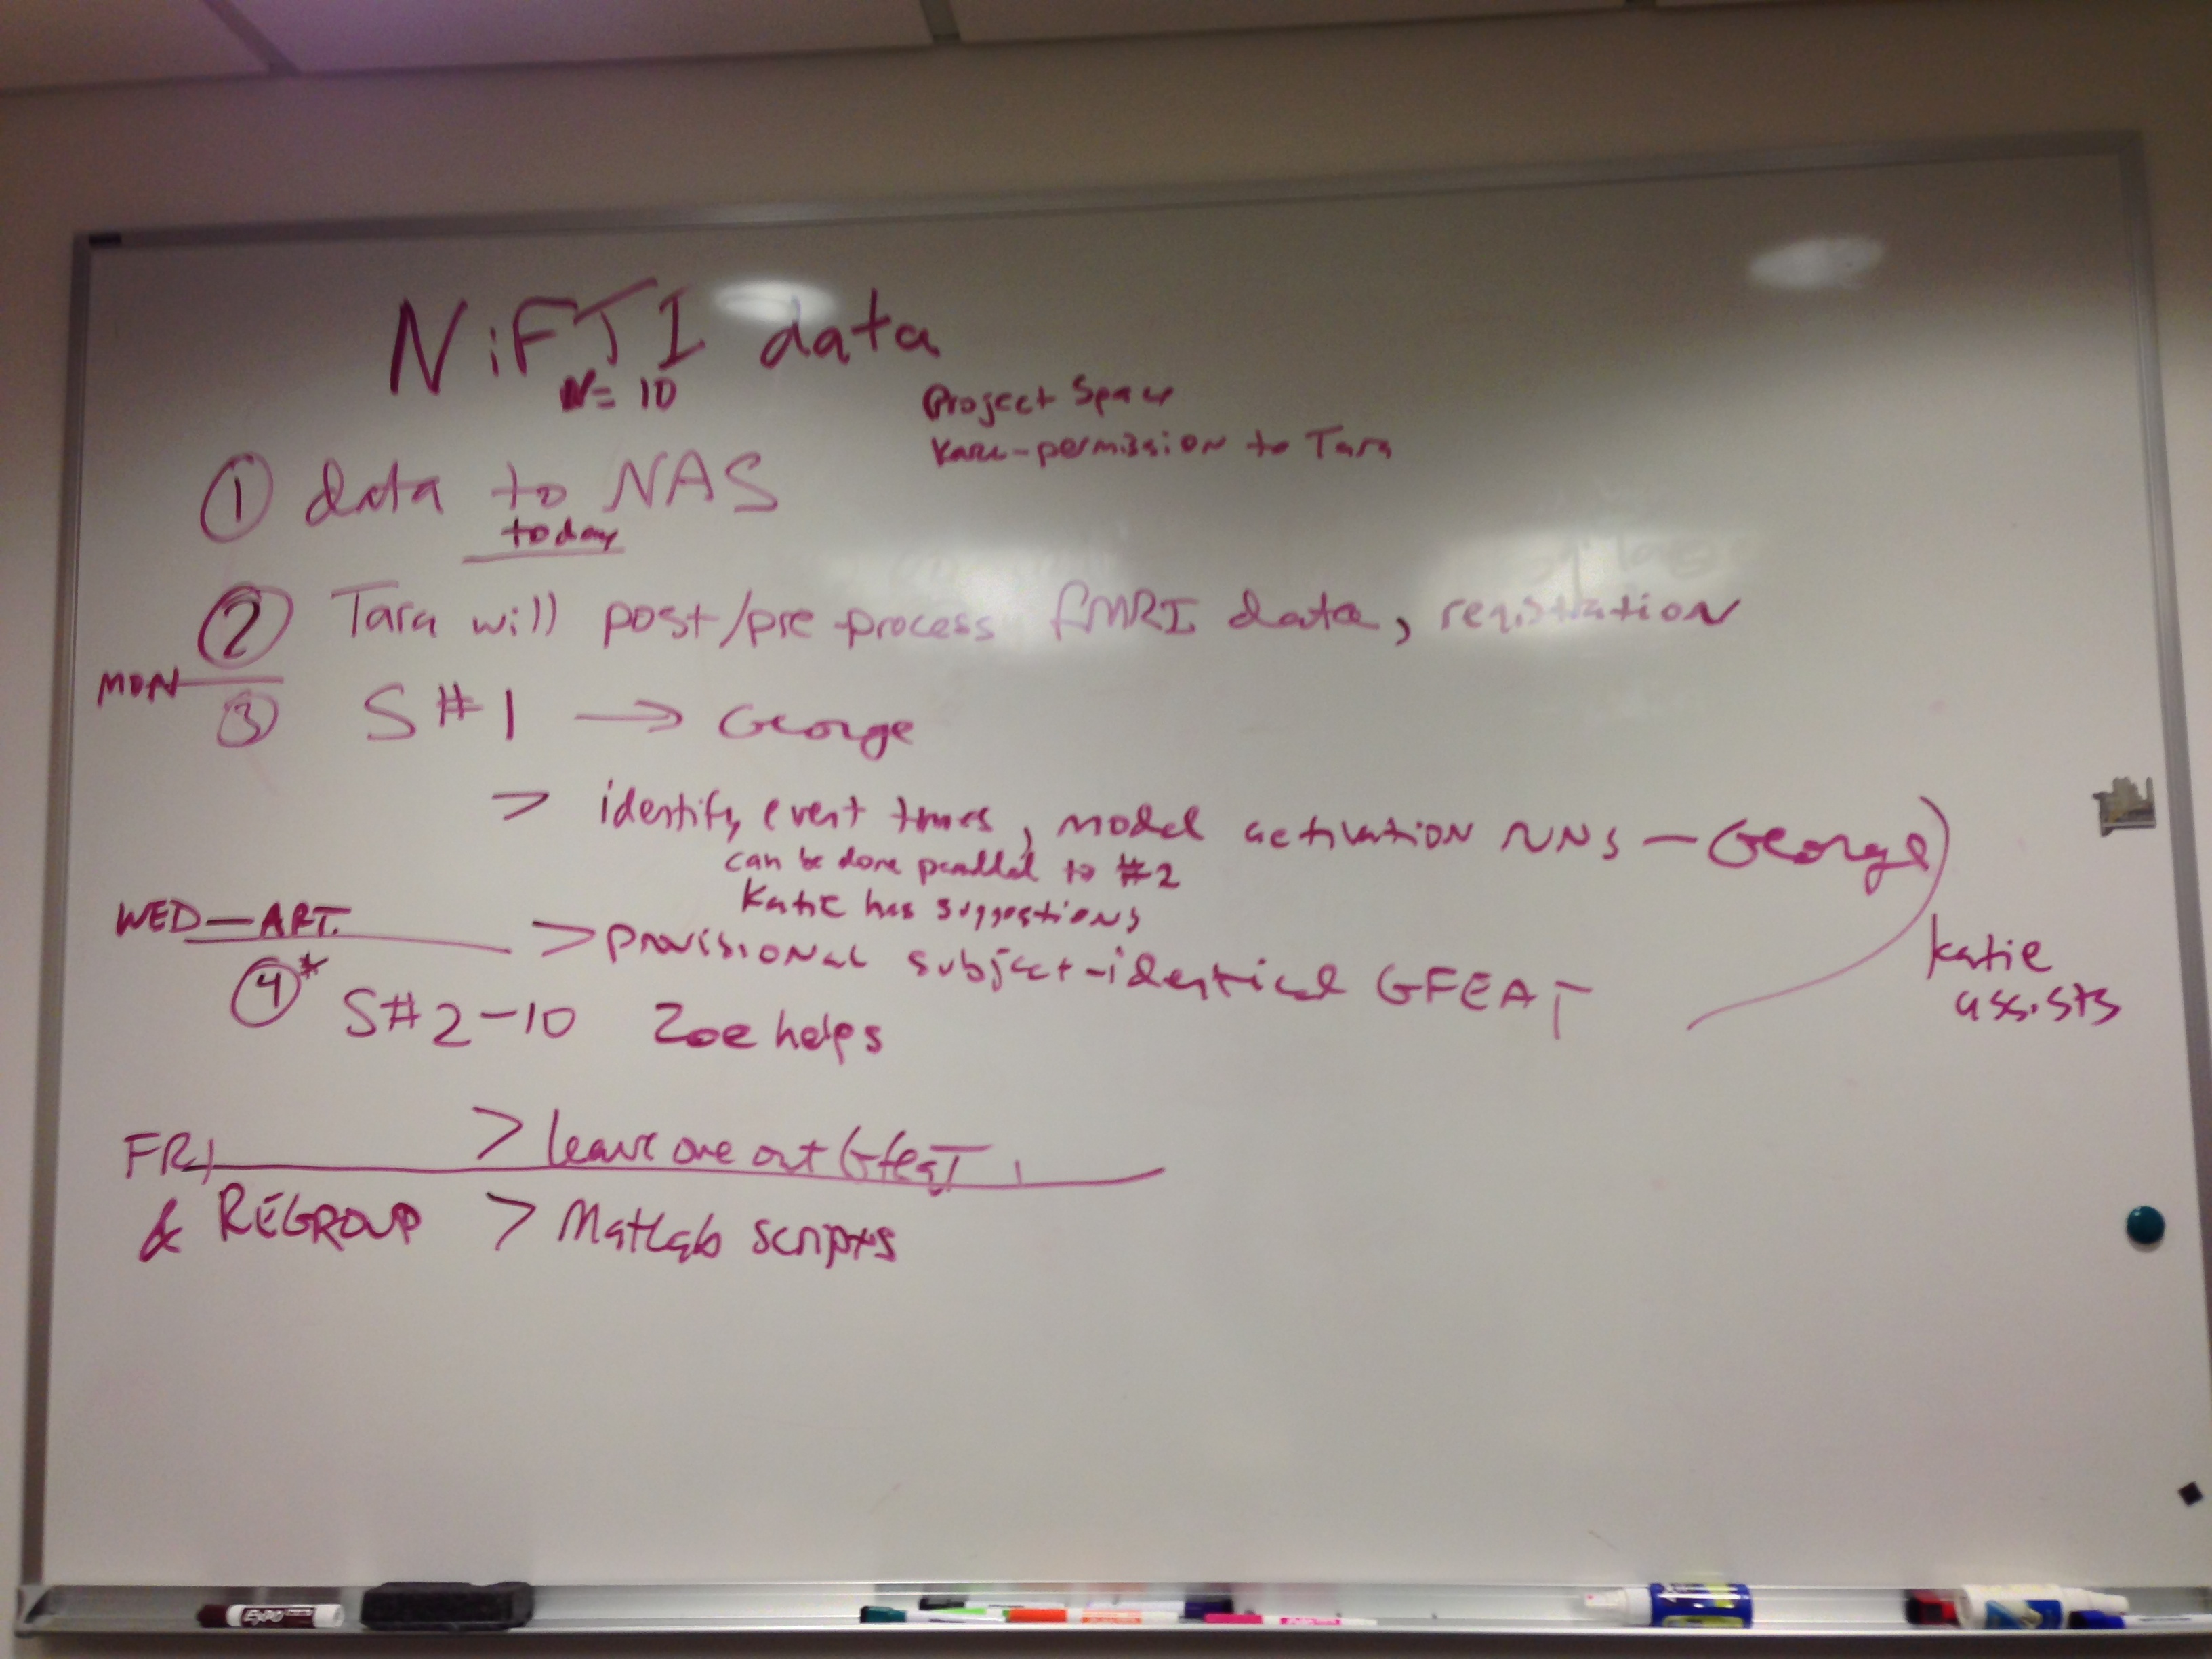 NiFTI data
N= 10
Project Space
Kare-permission to Tara
① data to NAS
today
② Tara will post/pre process fMRI data, registration
MON
③ S#1 → George
> identify event times, model activation NNS - George
can be done parallel to #2
Katie has suggestions
WED-AFT.
> provisional subject-identical GFEAT
Katie
assists
④* S#2-10 Zoe helps
FRI > leave one out GfeaT
& REGROUP > Matlab scripts
EXPO